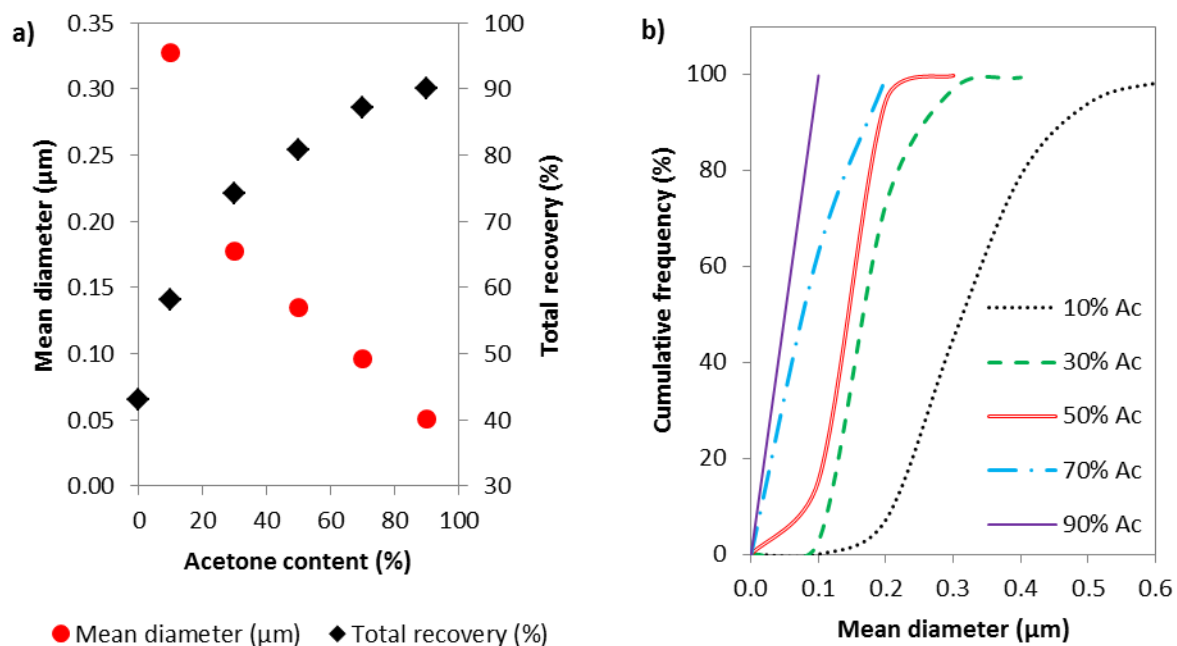 a)
0.35
0.30
0.25
0.20
0.15
0.10
0.05
0.00
Mean diameter (µm)
100
90
80
70
60
50
40
30
Total recovery (%)
0 20 40 60 80 100
Acetone content (%)
Mean diameter (µm) Total recovery (%)
b)
100
80
60
40
20
0
Cumulative frequency (%)
10% Ac
30% Ac
50% Ac
70% Ac
90% Ac
0.0 0.1 0.2 0.3 0.4 0.5 0.6
Mean diameter (µm)